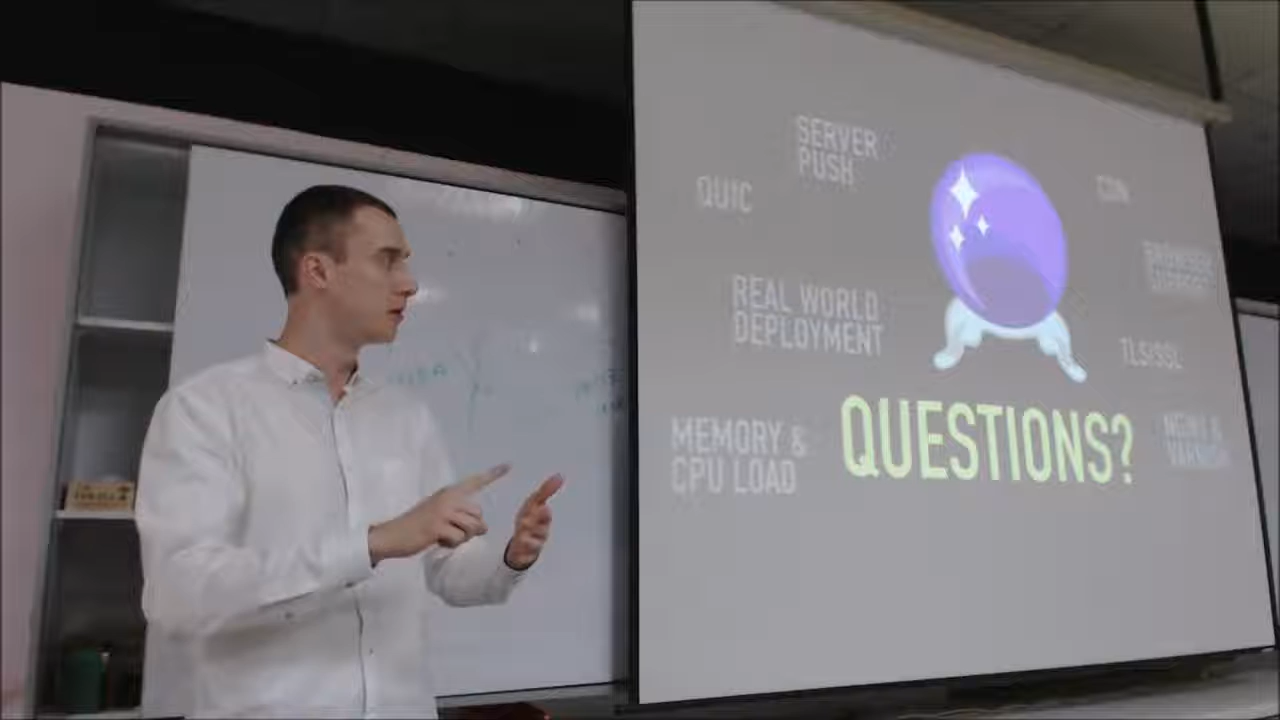 SERVER
PUSH
QUIC
CDN
REAL WORLD
DEPLOYMENT
TLS/SSL
MEMORY &
CPU LOAD
QUESTIONS?